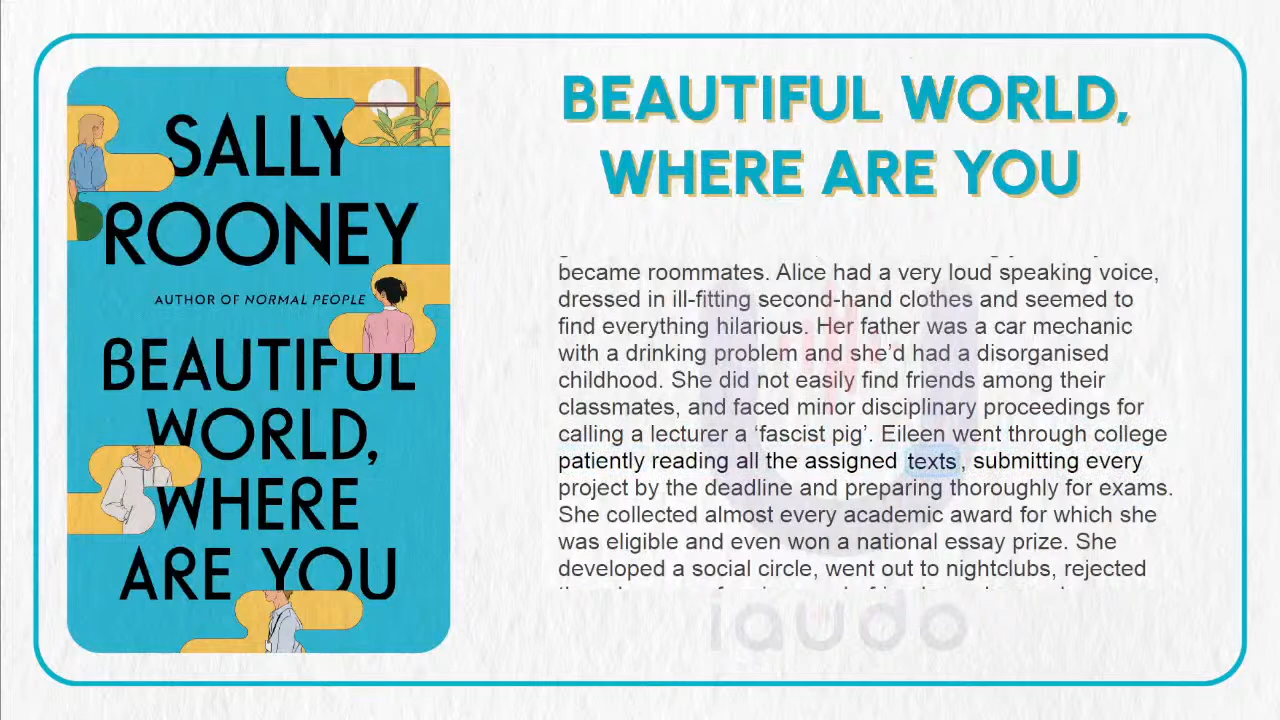 SALLY
ROONEY
AUTHOR OF NORMAL PEOPLE
BEAUTIFUL
WORLD,
WHERE
ARE YOU
BEAUTIFUL WORLD,
WHERE ARE YOU
became roommates. Alice had a very loud speaking voice,
dressed in ill-fitting second-hand clothes and seemed to
find everything hilarious. Her father was a car mechanic
with a drinking problem and she’d had a disorganised
childhood. She did not easily find friends among their
classmates, and faced minor disciplinary proceedings for
calling a lecturer a ‘fascist pig’. Eileen went through college
patiently reading all the assigned texts, submitting every
project by the deadline and preparing thoroughly for exams.
She collected almost every academic award for which she
was eligible and even won a national essay prize. She
developed a social circle, went out to nightclubs, rejected
iaudo